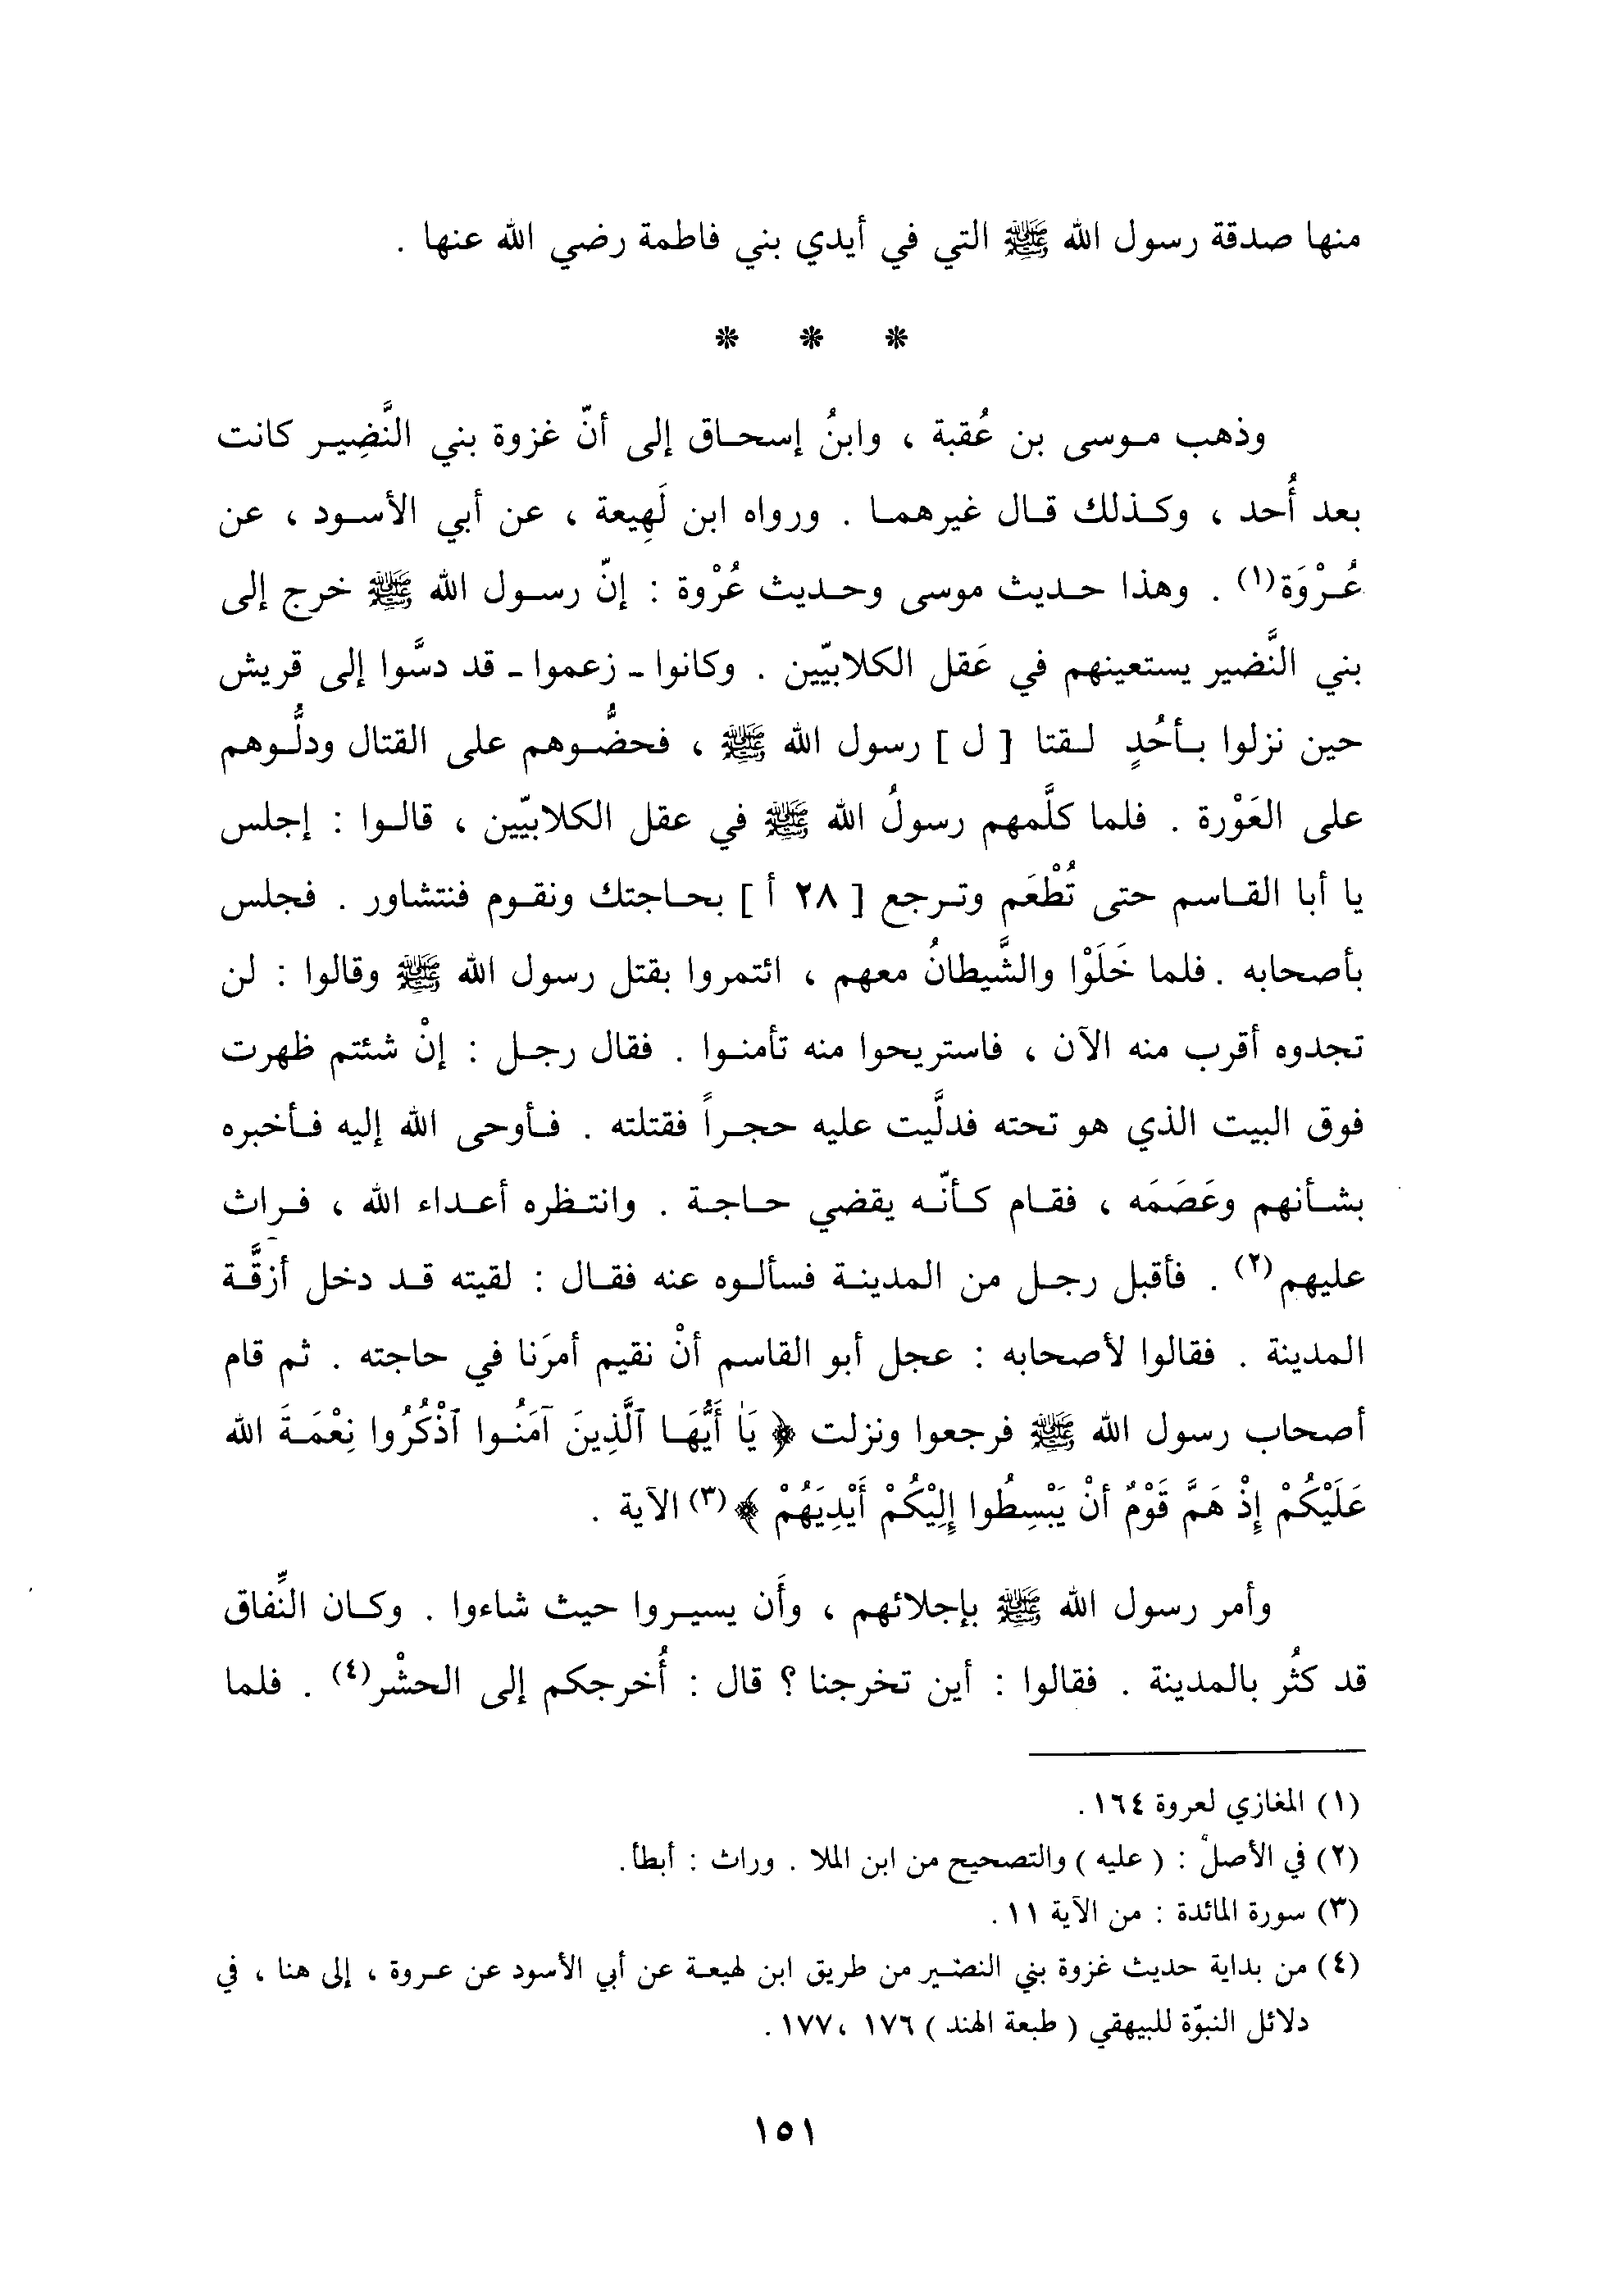 منها صدقة رسول الله ﷺ التي في أيدي بني فاطمة رضي الله عنها .
* * *
وذهب موسى بن عُقبة ، وابنُ إسحاق إلى أنّ غزوة بني النَّضِير كانت
بعد أُحد ، وكذلك قال غيرهما . ورواه ابن لَهِيعة ، عن أبي الأسود ، عن
عُرْوَة(١) . وهذا حديث موسى وحديث عُرْوة : إنّ رسول الله ﷺ خرج إلى
بني النَّضير يستعينهم في عَقل الكلابيّين . وكانوا - زعموا - قد دسَّوا إلى قريش
حين نزلوا بأحُدٍ لقتا [ ل ] رسول الله ﷺ ، فحضُّوهم على القتال ودلُّوهم
على العَوْرة . فلما كلَّمهم رسولُ الله ﷺ في عقل الكلابيّين ، قالوا : إجلس
يا أبا القاسم حتى تُطْعَم وترجع [ ٢٨ أ ] بحاجتك ونقوم فنتشاور . فجلس
بأصحابه . فلما خَلَوْا والشَّيطانُ معهم ، ائتمروا بقتل رسول الله ﷺ وقالوا : لن
تجدوه أقرب منه الآن ، فاستريحوا منه تأمنوا . فقال رجل : إنْ شئتم ظهرت
فوق البيت الذي هو تحته فدلَّيت عليه حجراً فقتلته . فأوحى الله إليه فأخبره
بشأنهم وعَصَمَه ، فقام كأنّه يقضي حاجة . وانتظره أعداء الله ، فراث
عليهم(٢) . فأقبل رجل من المدينة فسألوه عنه فقال : لقيته قد دخل أزقَّة
المدينة . فقالوا لأصحابه : عجل أبو القاسم أنْ نقيم أمرَنا في حاجته . ثم قام
أصحاب رسول الله ﷺ فرجعوا ونزلت ﴿ يَا أَيُّهَا ٱلَّذِينَ آمَنُوا ٱذْكُرُوا نِعْمَةَ الله
عَلَيْكُمْ إِذْ هَمَّ قَوْمٌ أنْ يَبْسِطُوا إِلِيْكُمْ أَيْدِيَهُمْ ﴾(٣) الآية .
وأمر رسول الله ﷺ بإجلائهم ، وأَن يسيروا حيث شاءوا . وكان النِّفاق
قد كثُر بالمدينة . فقالوا : أين تخرجنا ؟ قال : أُخرجكم إلى الحشْر(٤) . فلما
(١) المغازي لعروة ١٦٤ .
(٢) في الأصلْ : ( عليه ) والتصحيح من ابن الملا . وراث : أبطأ .
(٣) سورة المائدة : من الآية ١١ .
(٤) من بداية حديث غزوة بني النضير من طريق ابن لهيعة عن أبي الأسود عن عروة ، إلى هنا ، في
دلائل النبوّة للبيهقي ( طبعة الهند ) ١٧٦ ، ١٧٧ .
١٥١